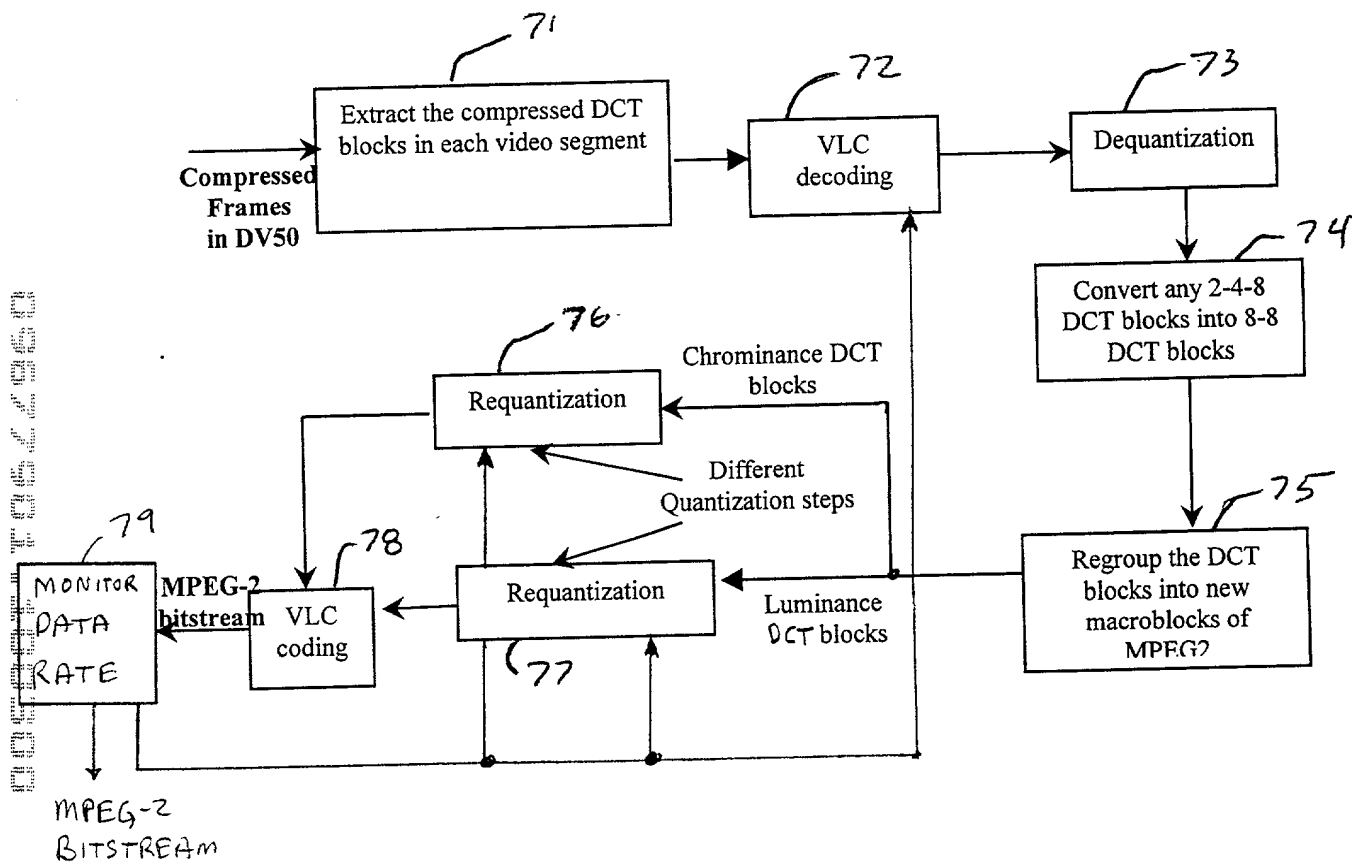 71
Extract the compressed DCT
blocks in each video segment
Compressed
Frames
in DV50
72
VLC
decoding
73
Dequantization
74
Convert any 2-4-8
DCT blocks into 8-8
DCT blocks
76
Requantization
Chrominance DCT
blocks
Different
Quantization steps
75
Regroup the DCT
blocks into new
macroblocks of
MPEG2
Luminance
DCT blocks
Requantization
77
78
VLC
coding
MPEG-2
bitstream
79
MONITOR
DATA
RATE
MPEG-2
BITSTREAM